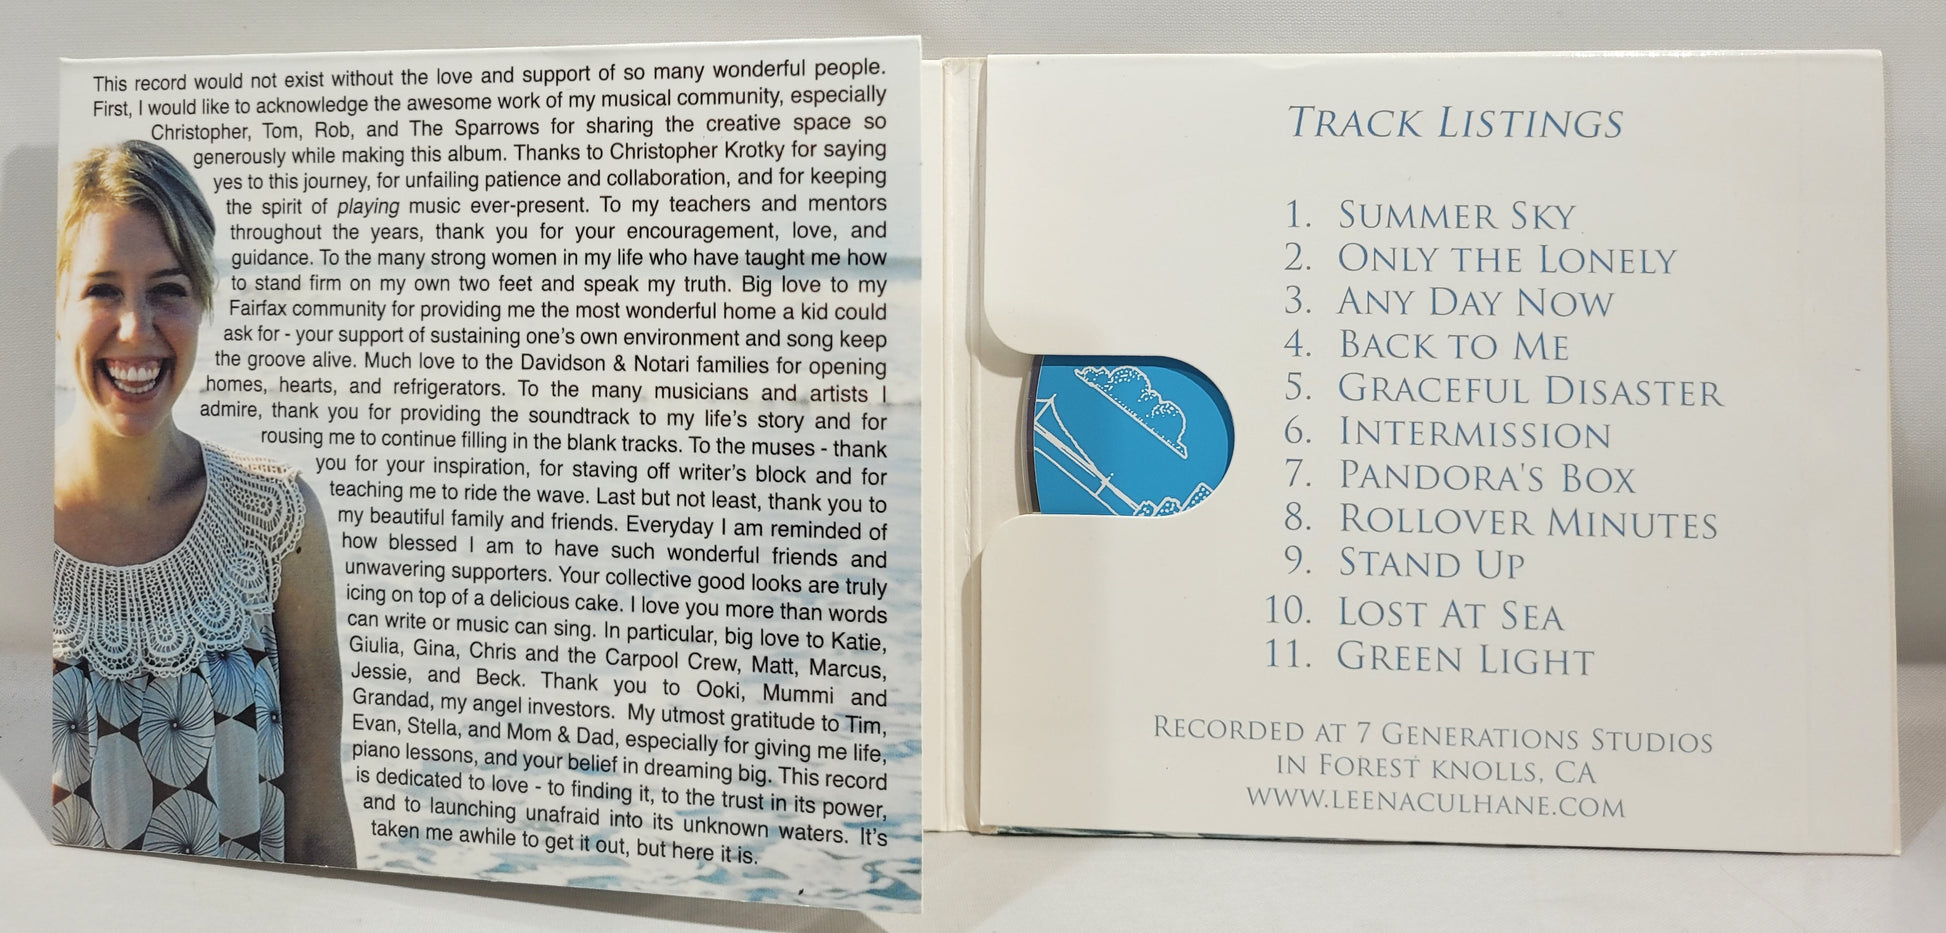 This record would not exist without the love and support of so many wonderful people.
First, I would like to acknowledge the awesome work of my musical community, especially
Christopher, Tom, Rob, and The Sparrows for sharing the creative space so
generously while making this album. Thanks to Christopher Krotky for saying
yes to this journey, for unfailing patience and collaboration, and for keeping
the spirit of playing music ever-present. To my teachers and mentors
throughout the years, thank you for your encouragement, love, and
guidance. To the many strong women in my life who have taught me how
to stand firm on my own two feet and speak my truth. Big love to my
Fairfax community for providing me the most wonderful home a kid could
ask for - your support of sustaining one's own environment and song keep
the groove alive. Much love to the Davidson & Notari families for opening
homes, hearts, and refrigerators. To the many musicians and artists I
admire, thank you for providing the soundtrack to my life's story and for
rousing me to continue filling in the blank tracks. To the muses - thank
you for your inspiration, for staving off writer's block and for
teaching me to ride the wave. Last but not least, thank you to
my beautiful family and friends. Everyday I am reminded of
how blessed I am to have such wonderful friends and
unwavering supporters. Your collective good looks are truly
icing on top of a delicious cake. I love you more than words
can write or music can sing. In particular, big love to Katie,
Giulia, Gina, Chris and the Carpool Crew, Matt, Marcus,
Jessie, and Beck. Thank you to Ooki, Mummi and
Grandad, my angel investors. My utmost gratitude to Tim,
Evan, Stella, and Mom & Dad, especially for giving me life,
piano lessons, and your belief in dreaming big. This record
is dedicated to love - to finding it, to the trust in its power,
and to launching unafraid into its unknown waters. It's
taken me awhile to get it out, but here it is.
TRACK LISTINGS
1. SUMMER SKY
2. ONLY THE LONELY
3. ANY DAY NOW
4. BACK TO ME
5. GRACEFUL DISASTER
6. INTERMISSION
7. PANDORA'S BOX
8. ROLLOVER MINUTES
9. STAND UP
10. LOST AT SEA
11. GREEN LIGHT
RECORDED AT 7 GENERATIONS STUDIOS
IN FOREST KNOLLS, CA
WWW.LEENACULHANE.COM